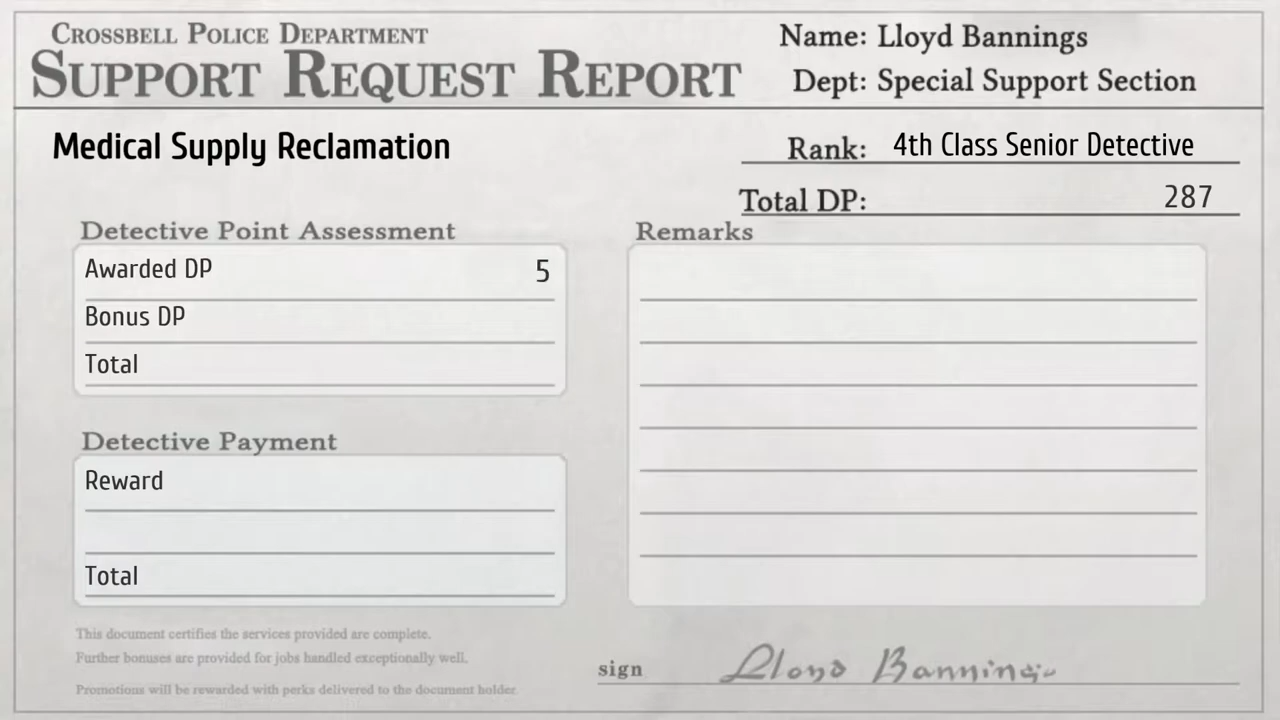 Crossbell Police Department
Support Request Report
Name: Lloyd Bannings
Dept: Special Support Section
Medical Supply Reclamation
Rank: 4th Class Senior Detective
Total DP: 287
Detective Point Assessment
Awarded DP 5
Bonus DP
Total
Remarks
Detective Payment
Reward
Total
This document certifies the services provided are complete.
Further bonuses are provided for jobs handled exceptionally well.
Promotions will be rewarded with perks delivered to the document holder.
sign Lloyd Bannings